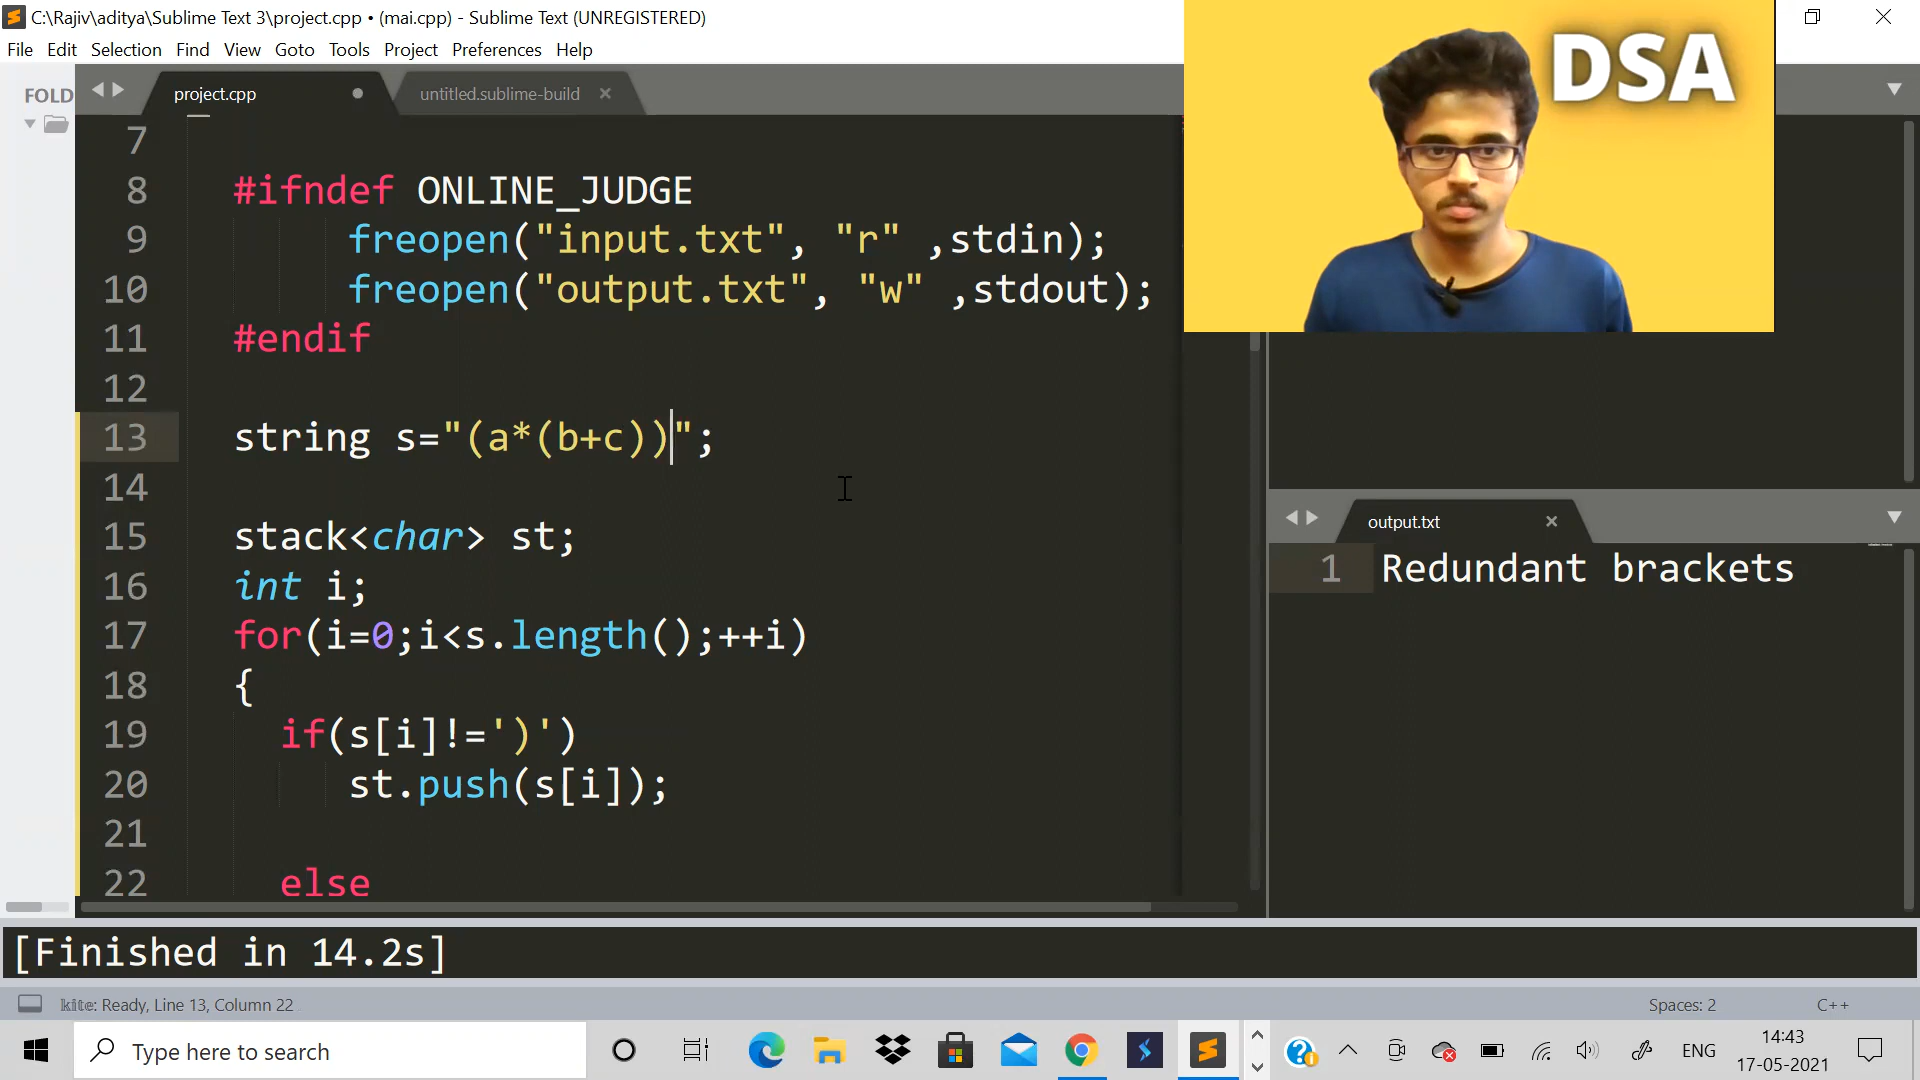 C:\Rajiv\aditya\Sublime Text 3\project.cpp • (mai.cpp) - Sublime Text (UNREGISTERED)
File Edit Selection Find View Goto Tools Project Preferences Help
DSA
FOLD
project.cpp
untitled.sublime-build
7
8 #ifndef ONLINE_JUDGE
9 freopen("input.txt", "r" ,stdin);
10 freopen("output.txt", "w" ,stdout);
11 #endif
12
13 string s="(a*(b+c))";
14
15 stack<char> st;
16 int i;
17 for(i=0;i<s.length();++i)
18 {
19 if(s[i]!=')')
20 st.push(s[i]);
21
22 else
output.txt
1 Redundant brackets
[Finished in 14.2s]
kite: Ready, Line 13, Column 22
Spaces: 2
C++
Type here to search
ENG
14:43
17-05-2021